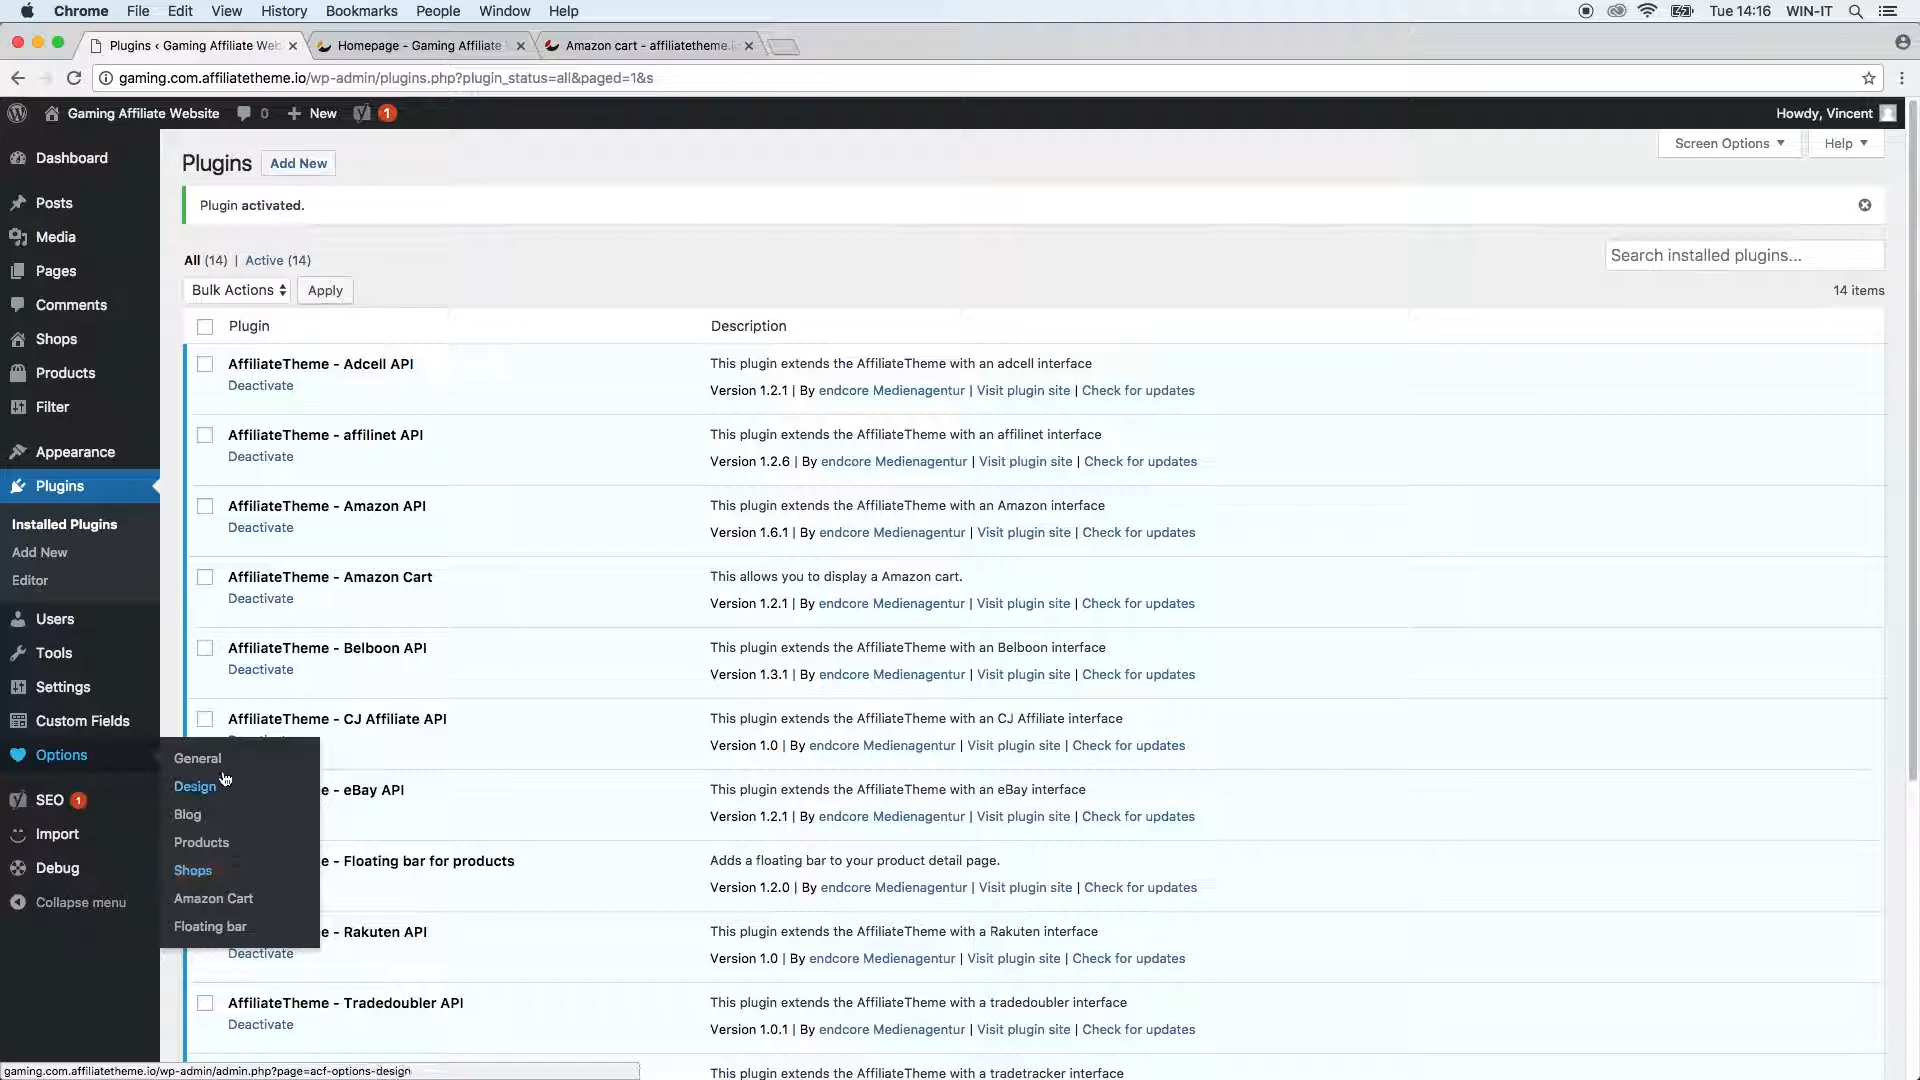 Chrome File Edit View History Bookmarks People Window Help Tue 14:16 WIN-IT
Plugins ‹ Gaming Affiliate Web Homepage - Gaming Affiliate Amazon cart - affiliatetheme.i
gaming.com.affiliatetheme.io/wp-admin/plugins.php?plugin_status=all&paged=1&s
Gaming Affiliate Website 0 New 1 Howdy, Vincent
Screen Options Help
Dashboard
Posts
Media
Pages
Comments
Shops
Products
Filter
Appearance
Plugins
Installed Plugins
Add New
Editor
Users
Tools
Settings
Custom Fields
Options
SEO 1
Import
Debug
Collapse menu
General
Design
Blog
Products
Shops
Amazon Cart
Floating bar
Plugins Add New
Plugin activated.
All (14) | Active (14)
Search installed plugins...
Bulk Actions Apply
14 items
Plugin Description
AffiliateTheme - Adcell API This plugin extends the AffiliateTheme with an adcell interface
Deactivate Version 1.2.1 | By endcore Medienagentur | Visit plugin site | Check for updates
AffiliateTheme - affilinet API This plugin extends the AffiliateTheme with an affilinet interface
Deactivate Version 1.2.6 | By endcore Medienagentur | Visit plugin site | Check for updates
AffiliateTheme - Amazon API This plugin extends the AffiliateTheme with an Amazon interface
Deactivate Version 1.6.1 | By endcore Medienagentur | Visit plugin site | Check for updates
AffiliateTheme - Amazon Cart This allows you to display a Amazon cart.
Deactivate Version 1.2.1 | By endcore Medienagentur | Visit plugin site | Check for updates
AffiliateTheme - Belboon API This plugin extends the AffiliateTheme with an Belboon interface
Deactivate Version 1.3.1 | By endcore Medienagentur | Visit plugin site | Check for updates
AffiliateTheme - CJ Affiliate API This plugin extends the AffiliateTheme with an CJ Affiliate interface
Version 1.0 | By endcore Medienagentur | Visit plugin site | Check for updates
e - eBay API This plugin extends the AffiliateTheme with an eBay interface
Version 1.2.1 | By endcore Medienagentur | Visit plugin site | Check for updates
e - Floating bar for products Adds a floating bar to your product detail page.
Version 1.2.0 | By endcore Medienagentur | Visit plugin site | Check for updates
e - Rakuten API This plugin extends the AffiliateTheme with a Rakuten interface
Deactivate Version 1.0 | By endcore Medienagentur | Visit plugin site | Check for updates
AffiliateTheme - Tradedoubler API This plugin extends the AffiliateTheme with a tradedoubler interface
Deactivate Version 1.0.1 | By endcore Medienagentur | Visit plugin site | Check for updates
This plugin extends the AffiliateTheme with a tradetracker interface
gaming.com.affiliatetheme.io/wp-admin/admin.php?page=acf-options-design